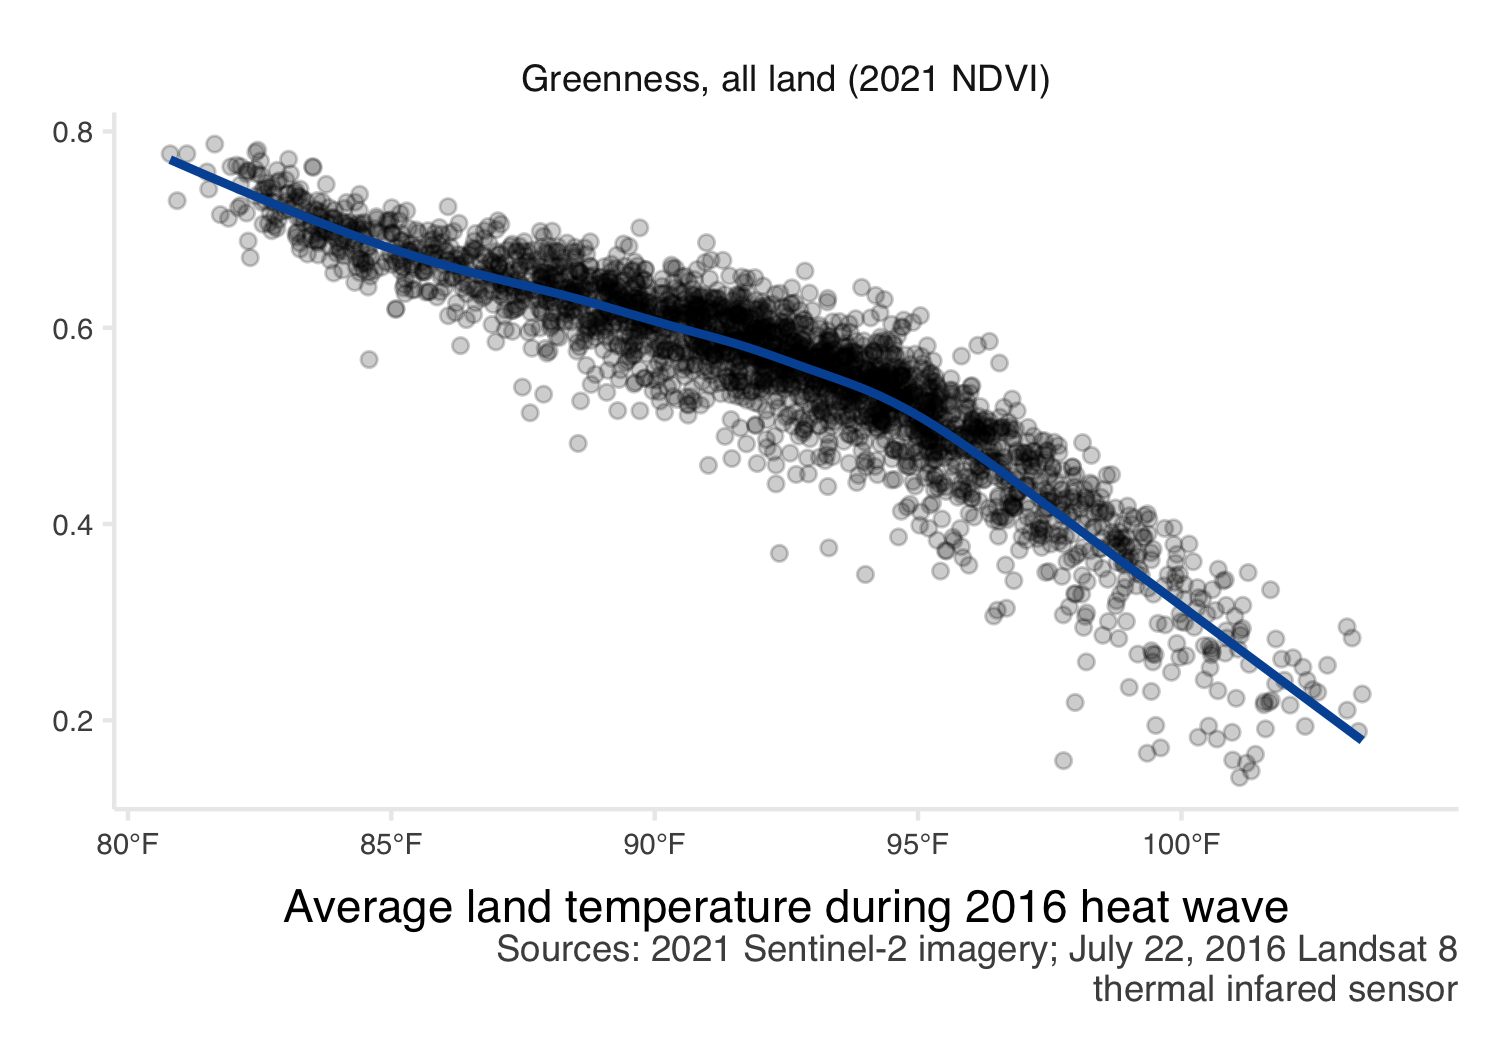 Greenness, all land (2021 NDVI)
0.8
0.6
0.4
0.2
80°F 85°F 90°F 95°F 100°F
Average land temperature during 2016 heat wave
Sources: 2021 Sentinel-2 imagery; July 22, 2016 Landsat 8
thermal infared sensor